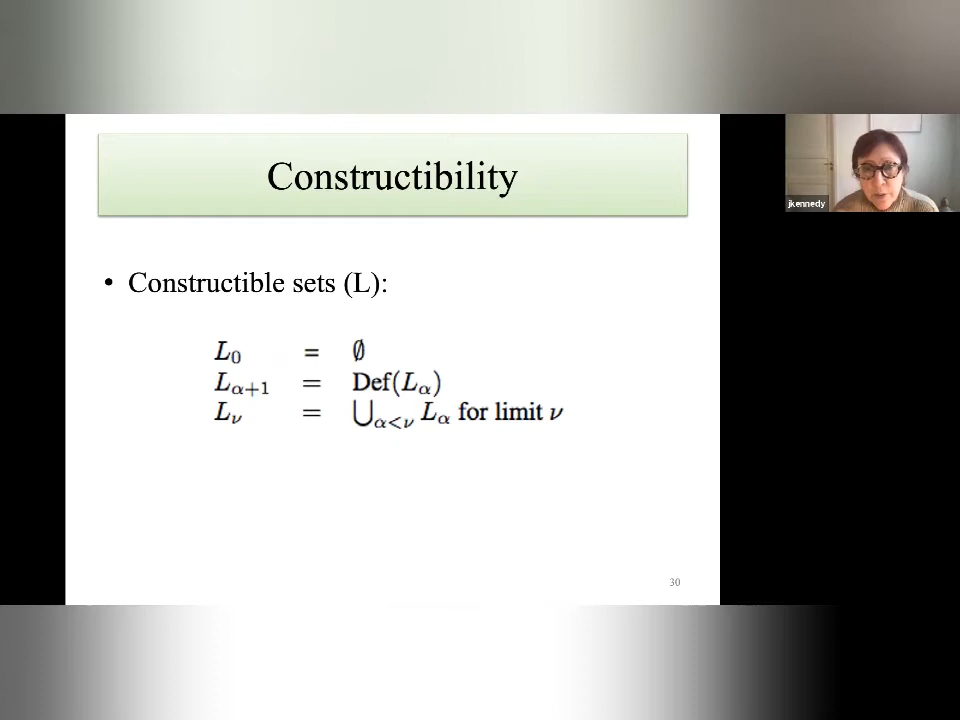 Constructibility
jkennedy
• Constructible sets (L):
L₀ = ∅
L_{α+1} = Def(L_α)
L_ν = ⋃_{α<ν} L_α for limit ν
30